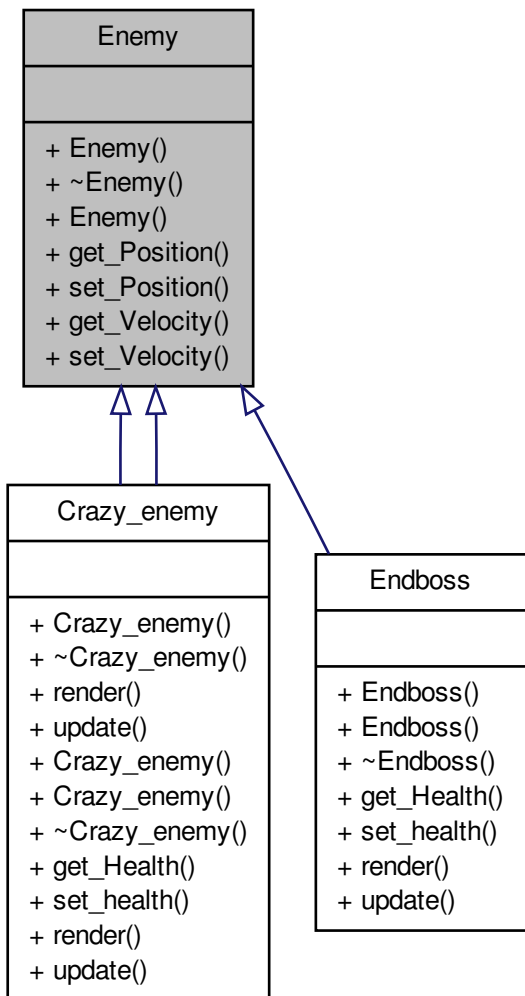 Enemy
+ Enemy()
+ ~Enemy()
+ Enemy()
+ get_Position()
+ set_Position()
+ get_Velocity()
+ set_Velocity()
Crazy_enemy
+ Crazy_enemy()
+ ~Crazy_enemy()
+ render()
+ update()
+ Crazy_enemy()
+ Crazy_enemy()
+ ~Crazy_enemy()
+ get_Health()
+ set_health()
+ render()
+ update()
Endboss
+ Endboss()
+ Endboss()
+ ~Endboss()
+ get_Health()
+ set_health()
+ render()
+ update()